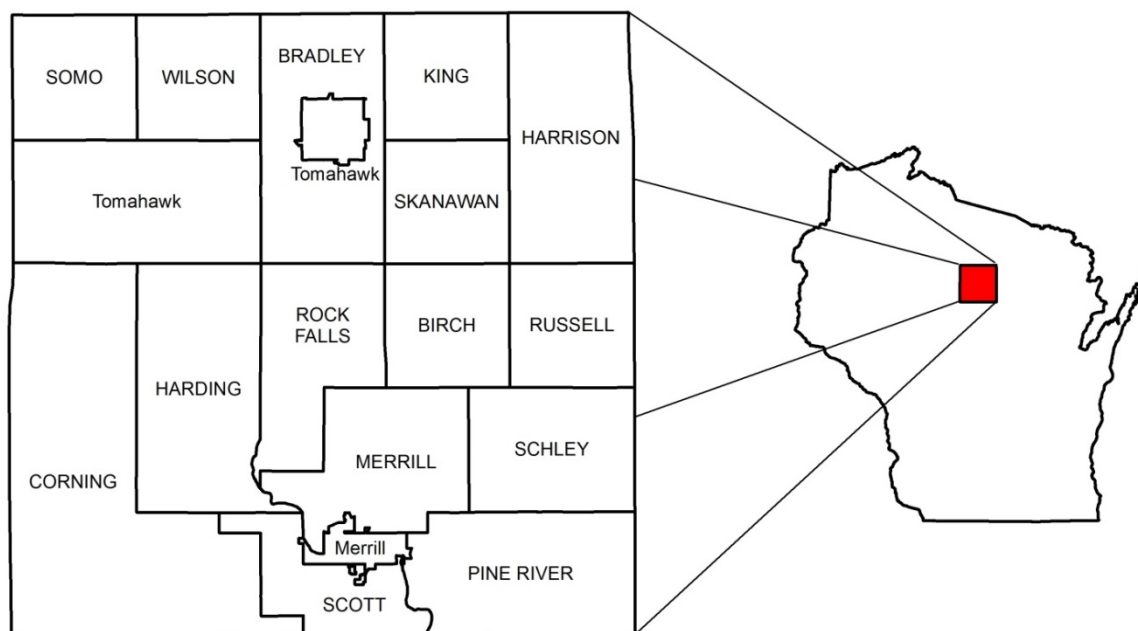 BRADLEY
SOMO
WILSON
KING
HARRISON
Tomahawk
Tomahawk
SKANAWAN
ROCK
FALLS
BIRCH
RUSSELL
HARDING
SCHLEY
MERRILL
CORNING
Merrill
PINE RIVER
SCOTT